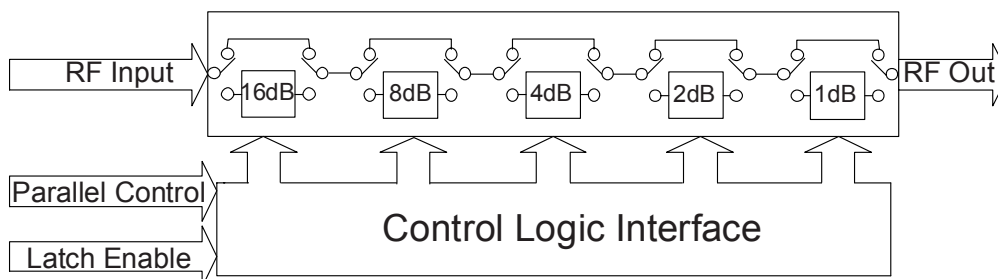 RF Input
16dB
8dB
4dB
2dB
1dB
RF Out
Parallel Control
Control Logic Interface
Latch Enable